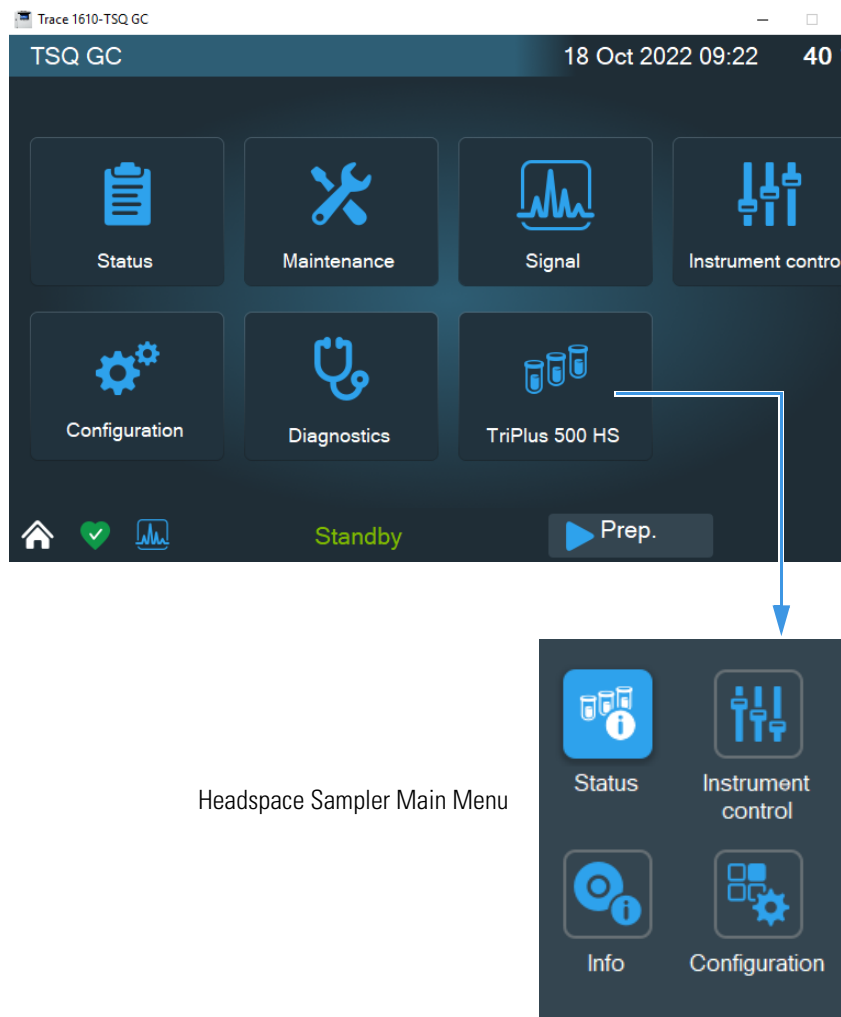 Trace 1610-TSQ GC
TSQ GC
18 Oct 2022 09:22
40
Status
Maintenance
Signal
Instrument contro
Configuration
Diagnostics
TriPlus 500 HS
Standby
Prep.
Headspace Sampler Main Menu
Status
Instrument
control
Info
Configuration